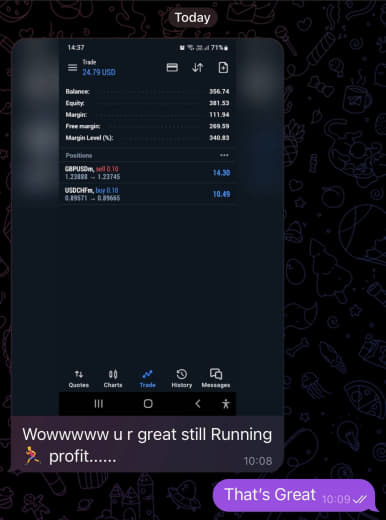 Today
14:37 71%
Trade
24.79 USD
Balance: 356.74
Equity: 381.53
Margin: 111.94
Free margin: 269.59
Margin Level (%): 340.83
Positions
GBPUSDm, sell 0.10
1.23888 → 1.23745 14.30
USDCHFm, buy 0.10
0.89571 → 0.89665 10.49
Quotes Charts Trade History Messages
Wowwwww u r great still Running
🏃 profit......
10:08
That's Great 10:09